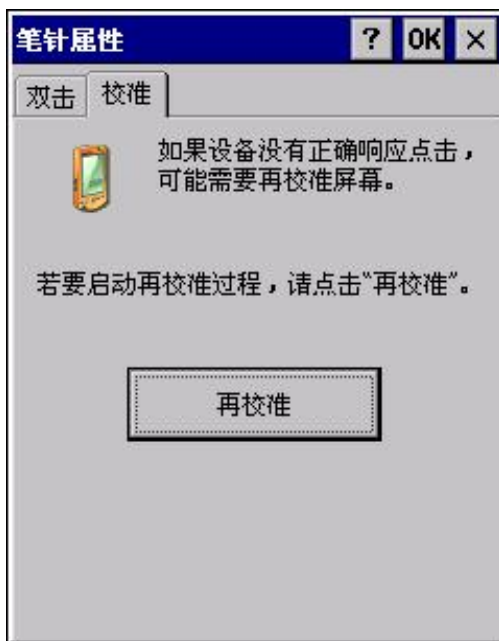 笔针属性 ? OK ×
双击 校准
如果设备没有正确响应点击，
可能需要再校准屏幕。
若要启动再校准过程，请点击"再校准"。
再校准